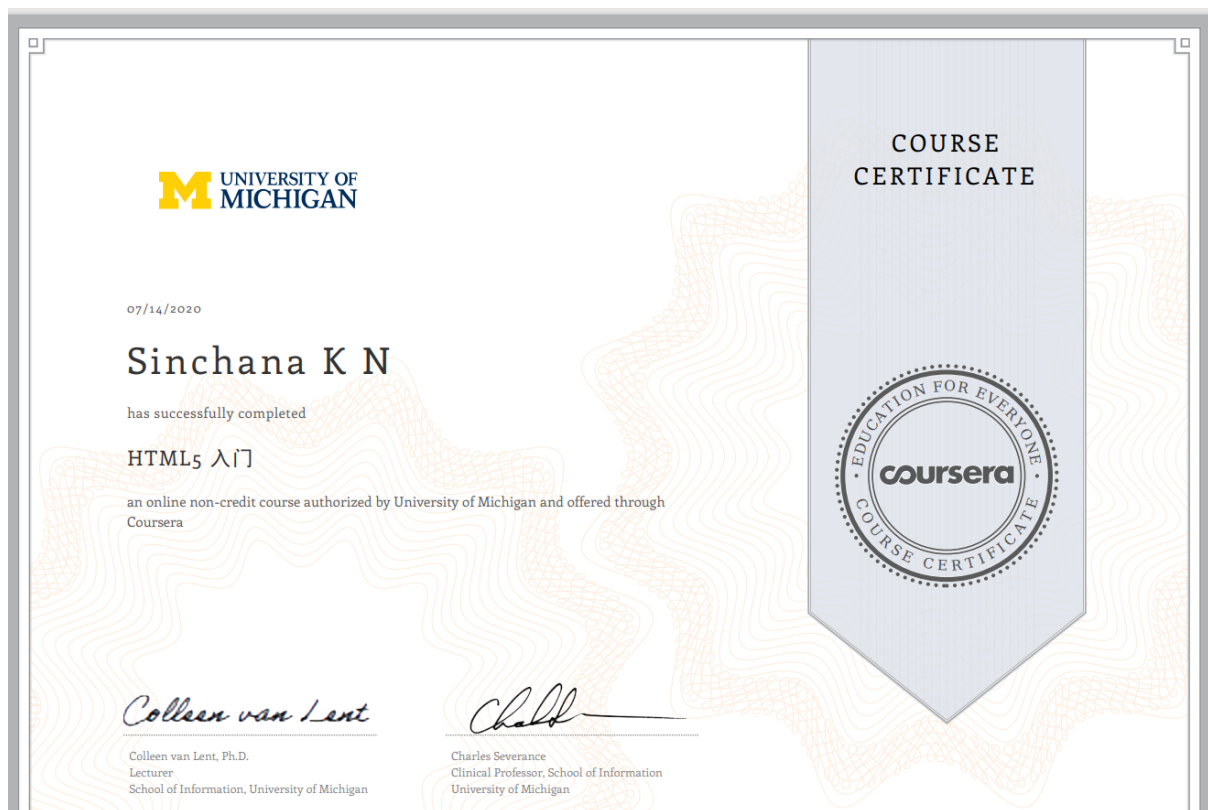 COURSE
CERTIFICATE
UNIVERSITY OF
MICHIGAN
07/14/2020
Sinchana K N
has successfully completed
HTML5 入门
an online non-credit course authorized by University of Michigan and offered through
Coursera
EDUCATION FOR EVERYONE
coursera
COURSE CERTIFICATE
Colleen van Lent
Colleen van Lent, Ph.D.
Lecturer
School of Information, University of Michigan
Charles Severance
Clinical Professor, School of Information
University of Michigan